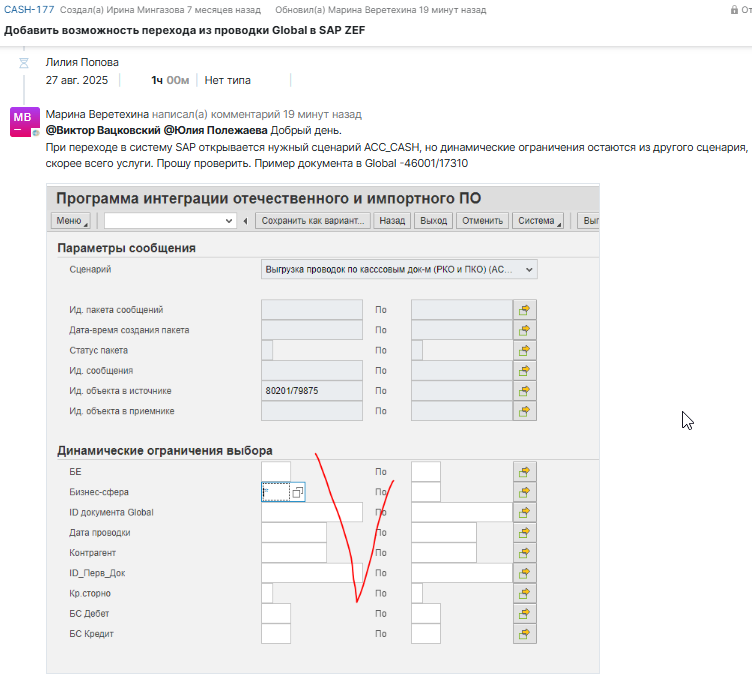 CASH-177 Создал(а) Ирина Мингазова 7 месяцев назад Обновил(а) Марина Веретехина 19 минут назад
Добавить возможность перехода из проводки Global в SAP ZEF
Лилия Попова
27 авг. 2025 1ч 00м Нет типа
МВ Марина Веретехина написал(а) комментарий 19 минут назад
@Виктор Вацковский @Юлия Полежаева Добрый день.
При переходе в систему SAP открывается нужный сценарий ACC_CASH, но динамические ограничения остаются из другого сценария,
скорее всего услуги. Прошу проверить. Пример документа в Global -46001/17310
Программа интеграции отечественного и импортного ПО
Меню Сохранить как вариант... Назад Выход Отменить Система
Параметры сообщения
Сценарий Выгрузка проводок по касссовым док-м (РКО и ПКО) (AC...
Ид. пакета сообщений По
Дата-время создания пакета По
Статус пакета По
Ид. сообщения По
Ид. объекта в источнике 80201/79875 По
Ид. объекта в приемнике По
Динамические ограничения выбора
БЕ По
Бизнес-сфера По
ID документа Global По
Дата проводки По
Контрагент По
ID_Перв_Док По
Кр.сторно По
БС Дебет По
БС Кредит По